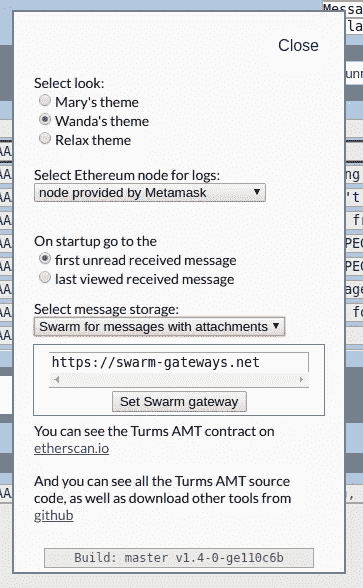 Messa
la
Close
Select look:
Mary's theme
Wanda's theme
Relax theme
Select Ethereum node for logs:
node provided by Metamask
On startup go to the
first unread received message
last viewed received message
Select message storage:
Swarm for messages with attachments
https://swarm-gateways.net
Set Swarm gateway
You can see the Turms AMT contract on
etherscan.io
And you can see all the Turms AMT source
code, as well as download other tools from
github
Build: master v1.4-0-ge110c6b